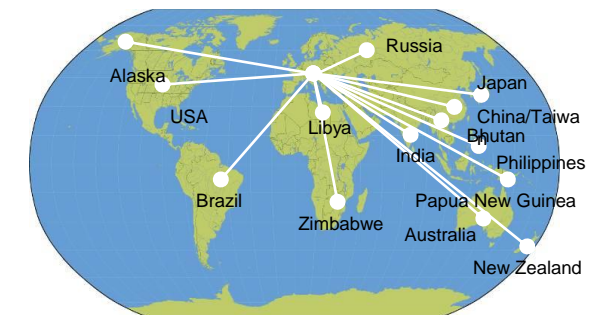 Russia
Alaska
Japan
USA
China/Taiwa
n
Libya
Bhutan
India
Philippines
Brazil
Papua New Guinea
Zimbabwe
Australia
New Zealand